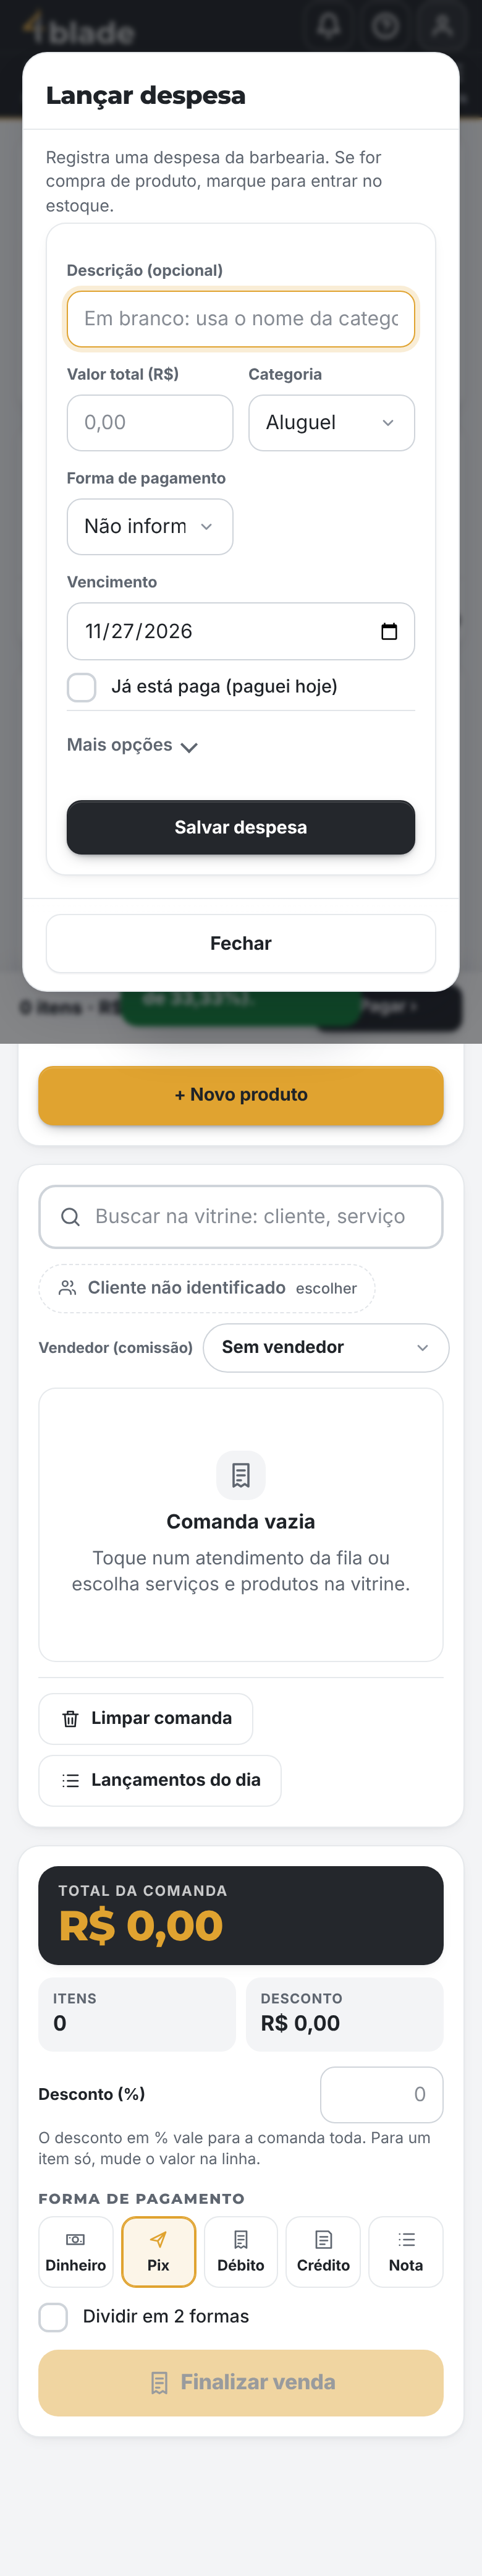 blade
Lançar despesa
Registra uma despesa da barbearia. Se for
compra de produto, marque para entrar no
estoque.
Descrição (opcional)
Em branco: usa o nome da catego
Valor total (R$)
Categoria
0,00
Aluguel
Forma de pagamento
Não inform
Vencimento
11/27/2026
Já está paga (paguei hoje)
Mais opções
Salvar despesa
Fechar
0 itens · R$
de 33,33%).
Pagar ›
+ Novo produto
Buscar na vitrine: cliente, serviço
Cliente não identificado escolher
Vendedor (comissão)
Sem vendedor
Comanda vazia
Toque num atendimento da fila ou
escolha serviços e produtos na vitrine.
Limpar comanda
Lançamentos do dia
TOTAL DA COMANDA
R$ 0,00
ITENS
DESCONTO
0
R$ 0,00
Desconto (%)
0
O desconto em % vale para a comanda toda. Para um
item só, mude o valor na linha.
FORMA DE PAGAMENTO
Dinheiro
Pix
Débito
Crédito
Nota
Dividir em 2 formas
Finalizar venda